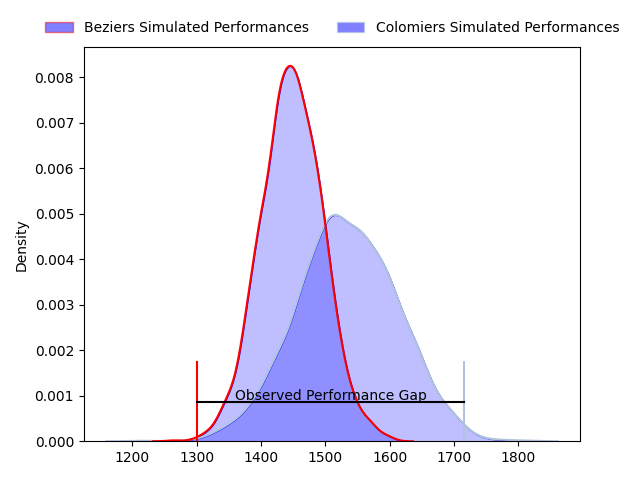 Beziers Simulated Performances Colomiers Simulated Performances
0.008
0.007
0.006
0.005
0.004
0.003
0.002
0.001
0.000
Density
Observed Performance Gap
1200 1300 1400 1500 1600 1700 1800